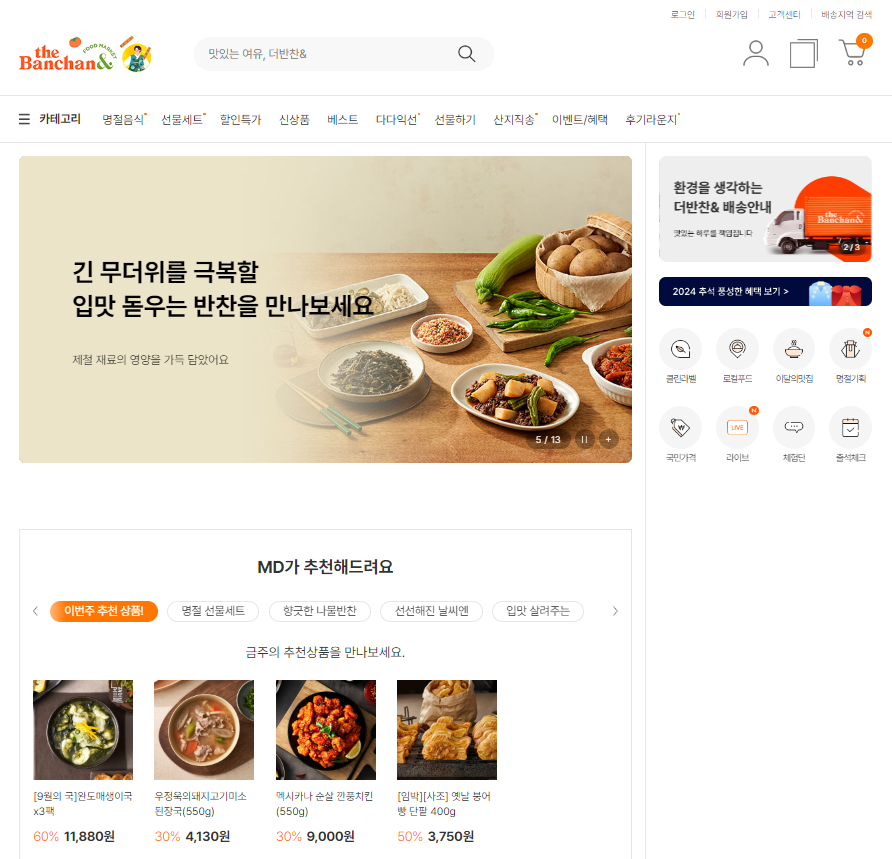 로그인
회원가입
고객센터
배송지역 검색
the
Banchan&
FOOD MARKET
맛있는 여유, 더반찬&
0
카테고리
명절음식
선물세트
할인특가
신상품
베스트
다다익선
선물하기
산지직송
이벤트/혜택
후기라운지
긴 무더위를 극복할
입맛 돋우는 반찬을 만나보세요
제철 재료의 영양을 가득 담았어요
5 / 13
환경을 생각하는
더반찬& 배송안내
맛있는 하루를 책임집니다
the
Banchan&
2 / 3
2024 추석 풍성한 혜택 보기 >
클린라벨
로컬푸드
이달의맛집
N
명절기획
국민가격
LIVE
N
라이브
체험단
출석체크
MD가 추천해드려요
이번주 추천 상품!
명절 선물세트
향긋한 나물반찬
선선해진 날씨엔
입맛 살려주는
금주의 추천상품을 만나보세요.
[9월의 국]완도매생이국
x3팩
60% 11,880원
우정욱의돼지고기미소
된장국(550g)
30% 4,130원
멕시카나 순살 깐풍치킨
(550g)
30% 9,000원
[임박][사조] 옛날 붕어
빵 단팥 400g
50% 3,750원